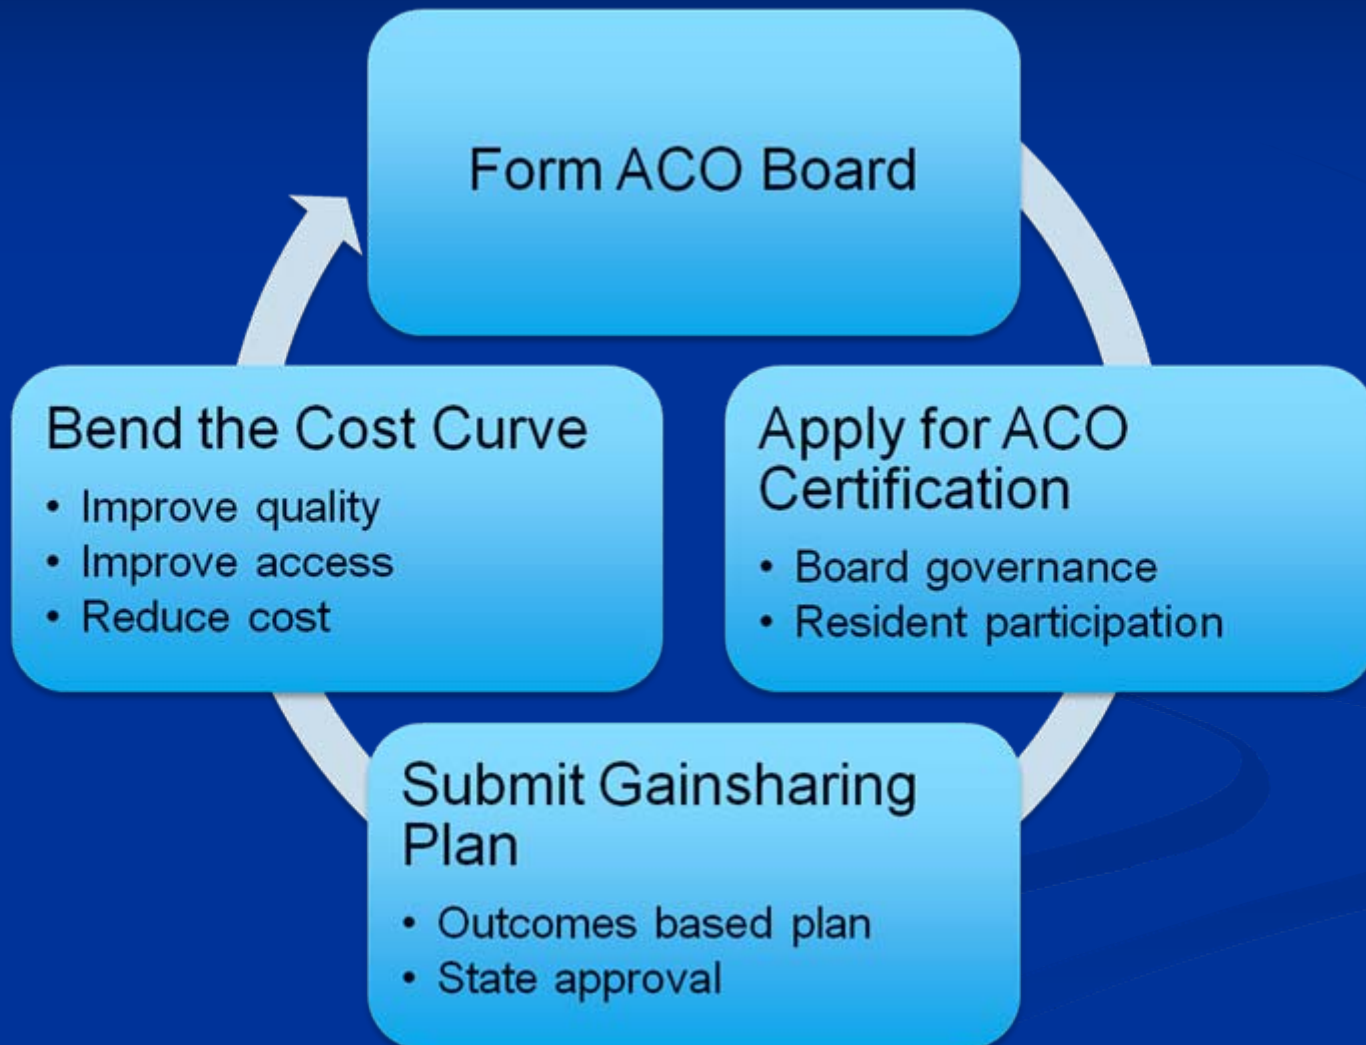 Form ACO Board
Apply for ACO
Certification
• Board governance
• Resident participation
Submit Gainsharing
Plan
• Outcomes based plan
• State approval
Bend the Cost Curve
• Improve quality
• Improve access
• Reduce cost